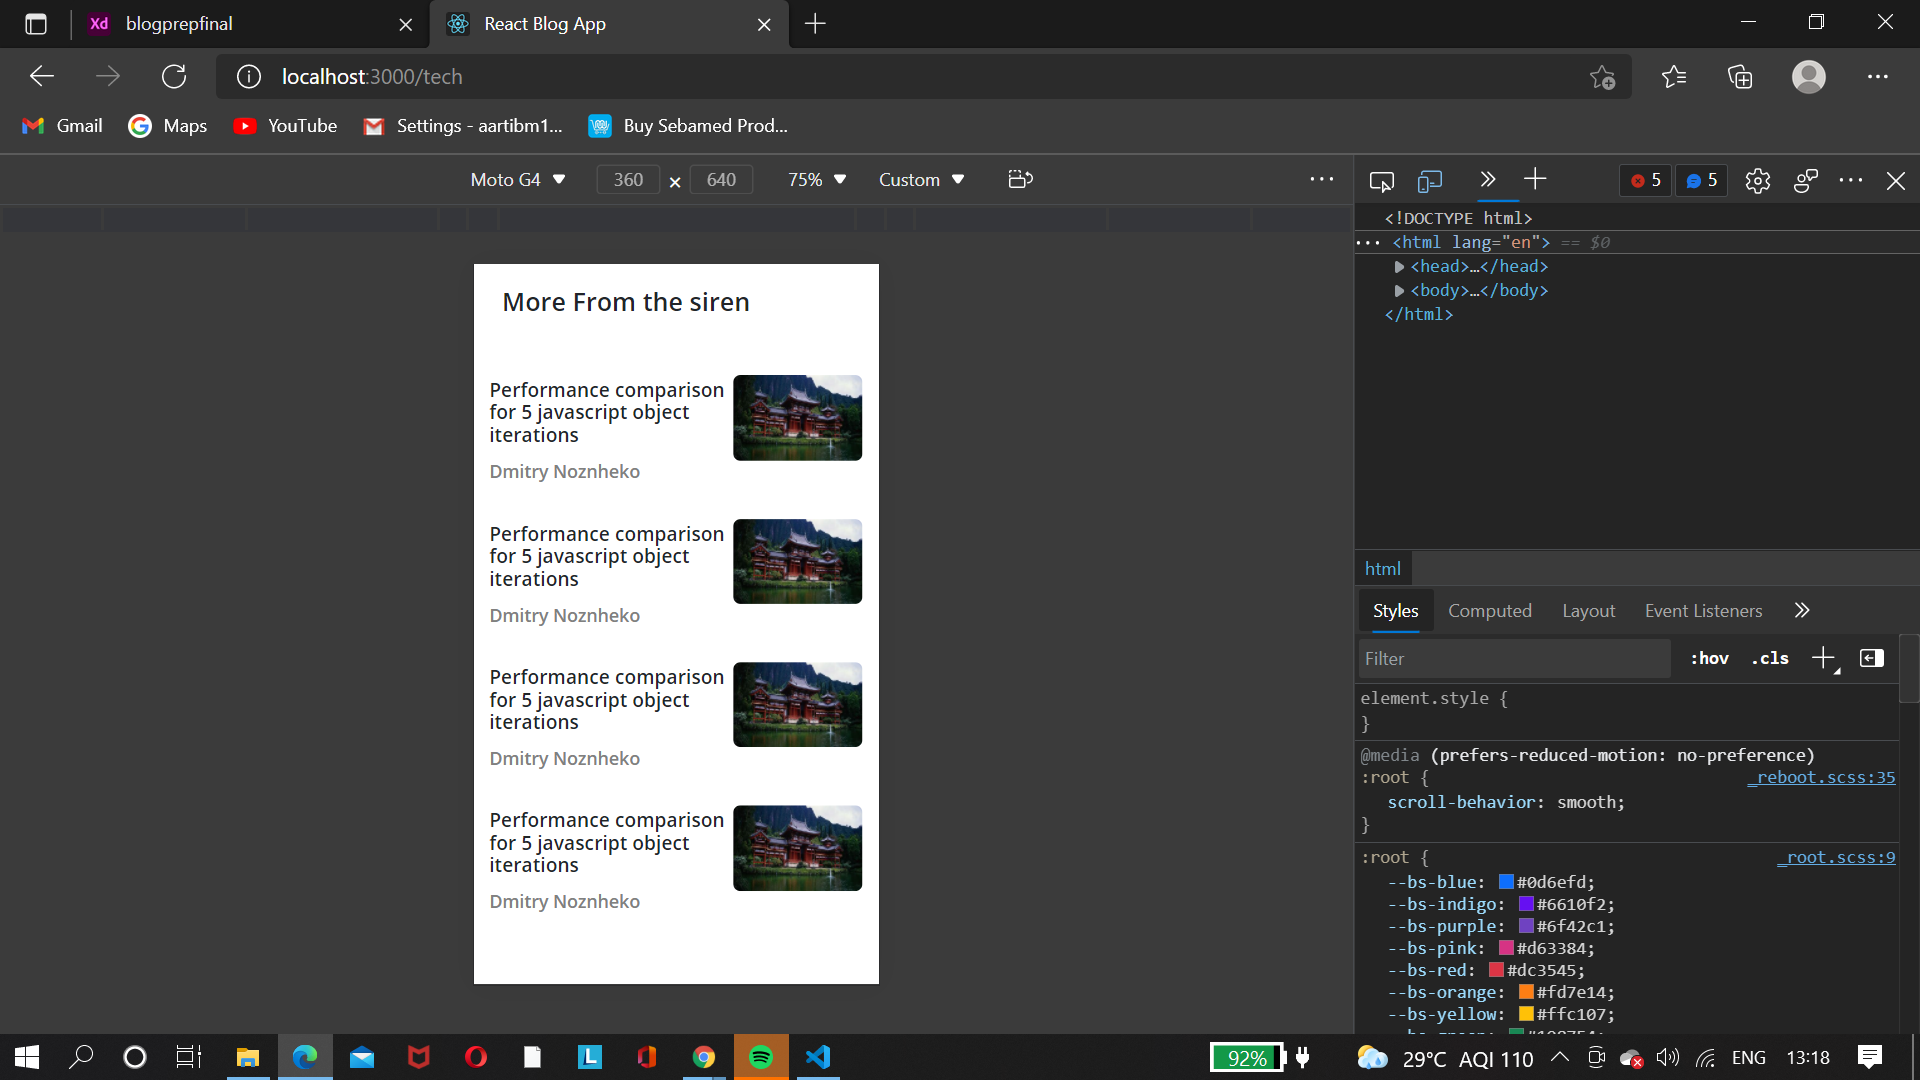 Xd blogprepfinal
React Blog App
localhost:3000/tech
Gmail
Maps
YouTube
Settings - aartibm1...
Buy Sebamed Prod...
Moto G4
360 × 640
75%
Custom
5
5
<!DOCTYPE html>
··· <html lang="en"> == $0
<head>…</head>
<body>…</body>
</html>
More From the siren
Performance comparison
for 5 javascript object
iterations
Dmitry Noznheko
Performance comparison
for 5 javascript object
iterations
Dmitry Noznheko
Performance comparison
for 5 javascript object
iterations
Dmitry Noznheko
Performance comparison
for 5 javascript object
iterations
Dmitry Noznheko
html
Styles
Computed
Layout
Event Listeners
Filter
:hov
.cls
element.style {
}
@media (prefers-reduced-motion: no-preference)
:root {
_reboot.scss:35
scroll-behavior: smooth;
}
:root {
_root.scss:9
--bs-blue: #0d6efd;
--bs-indigo: #6610f2;
--bs-purple: #6f42c1;
--bs-pink: #d63384;
--bs-red: #dc3545;
--bs-orange: #fd7e14;
--bs-yellow: #ffc107;
92%
29°C AQI 110
ENG
13:18